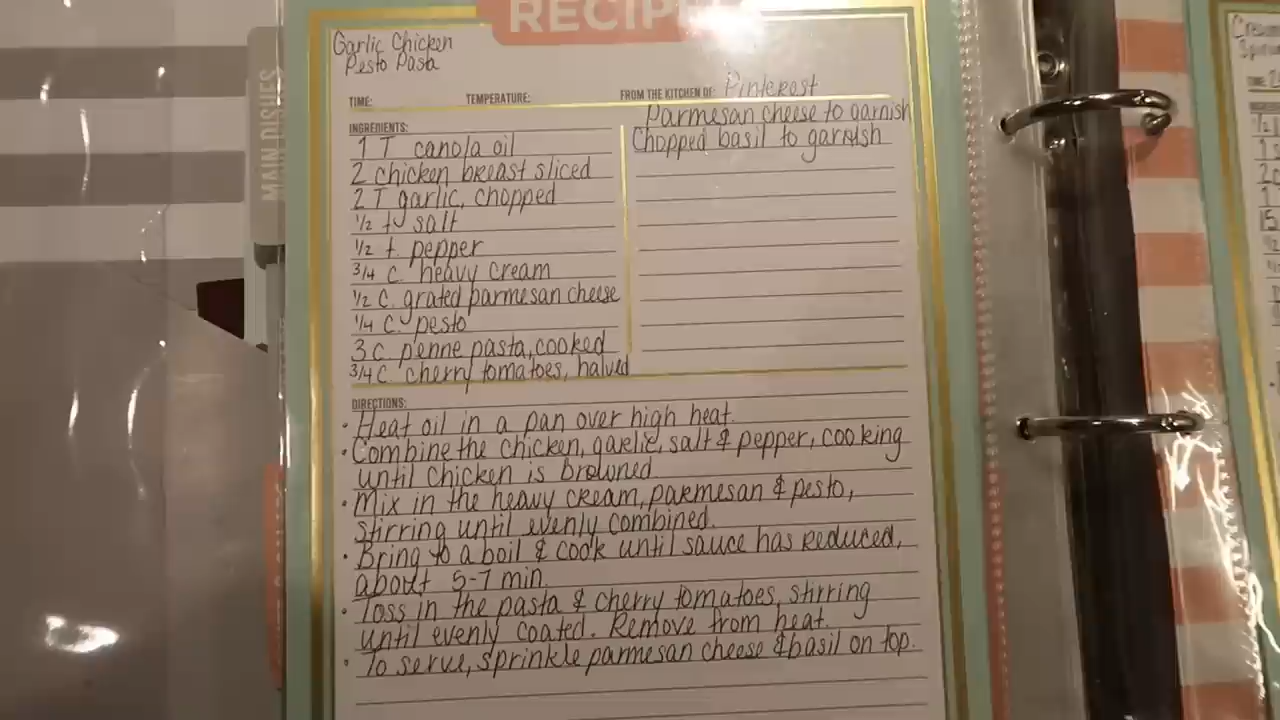 RECIPE
Garlic Chicken
Pesto Pasta
TIME:
TEMPERATURE:
FROM THE KITCHEN OF: Pinterest
MAIN DISHES
INGREDIENTS:
1 T canola oil
2 chicken breast sliced
2 T garlic, chopped
1/2 t salt
1/2 t. pepper
3/4 c. heavy cream
1/2 c. grated parmesan cheese
1/4 c. pesto
3 c. penne pasta, cooked
3/4 c. cherry tomatoes, halved
Parmesan cheese to garnish
Chopped basil to garnish
DIRECTIONS:
• Heat oil in a pan over high heat.
• Combine the chicken, garlic, salt & pepper, cooking
until chicken is browned
• Mix in the heavy cream, parmesan & pesto,
stirring until evenly combined.
• Bring to a boil & cook until sauce has reduced,
about 5-7 min.
• Toss in the pasta & cherry tomatoes, stirring
until evenly coated. Remove from heat.
• To serve, sprinkle parmesan cheese & basil on top.